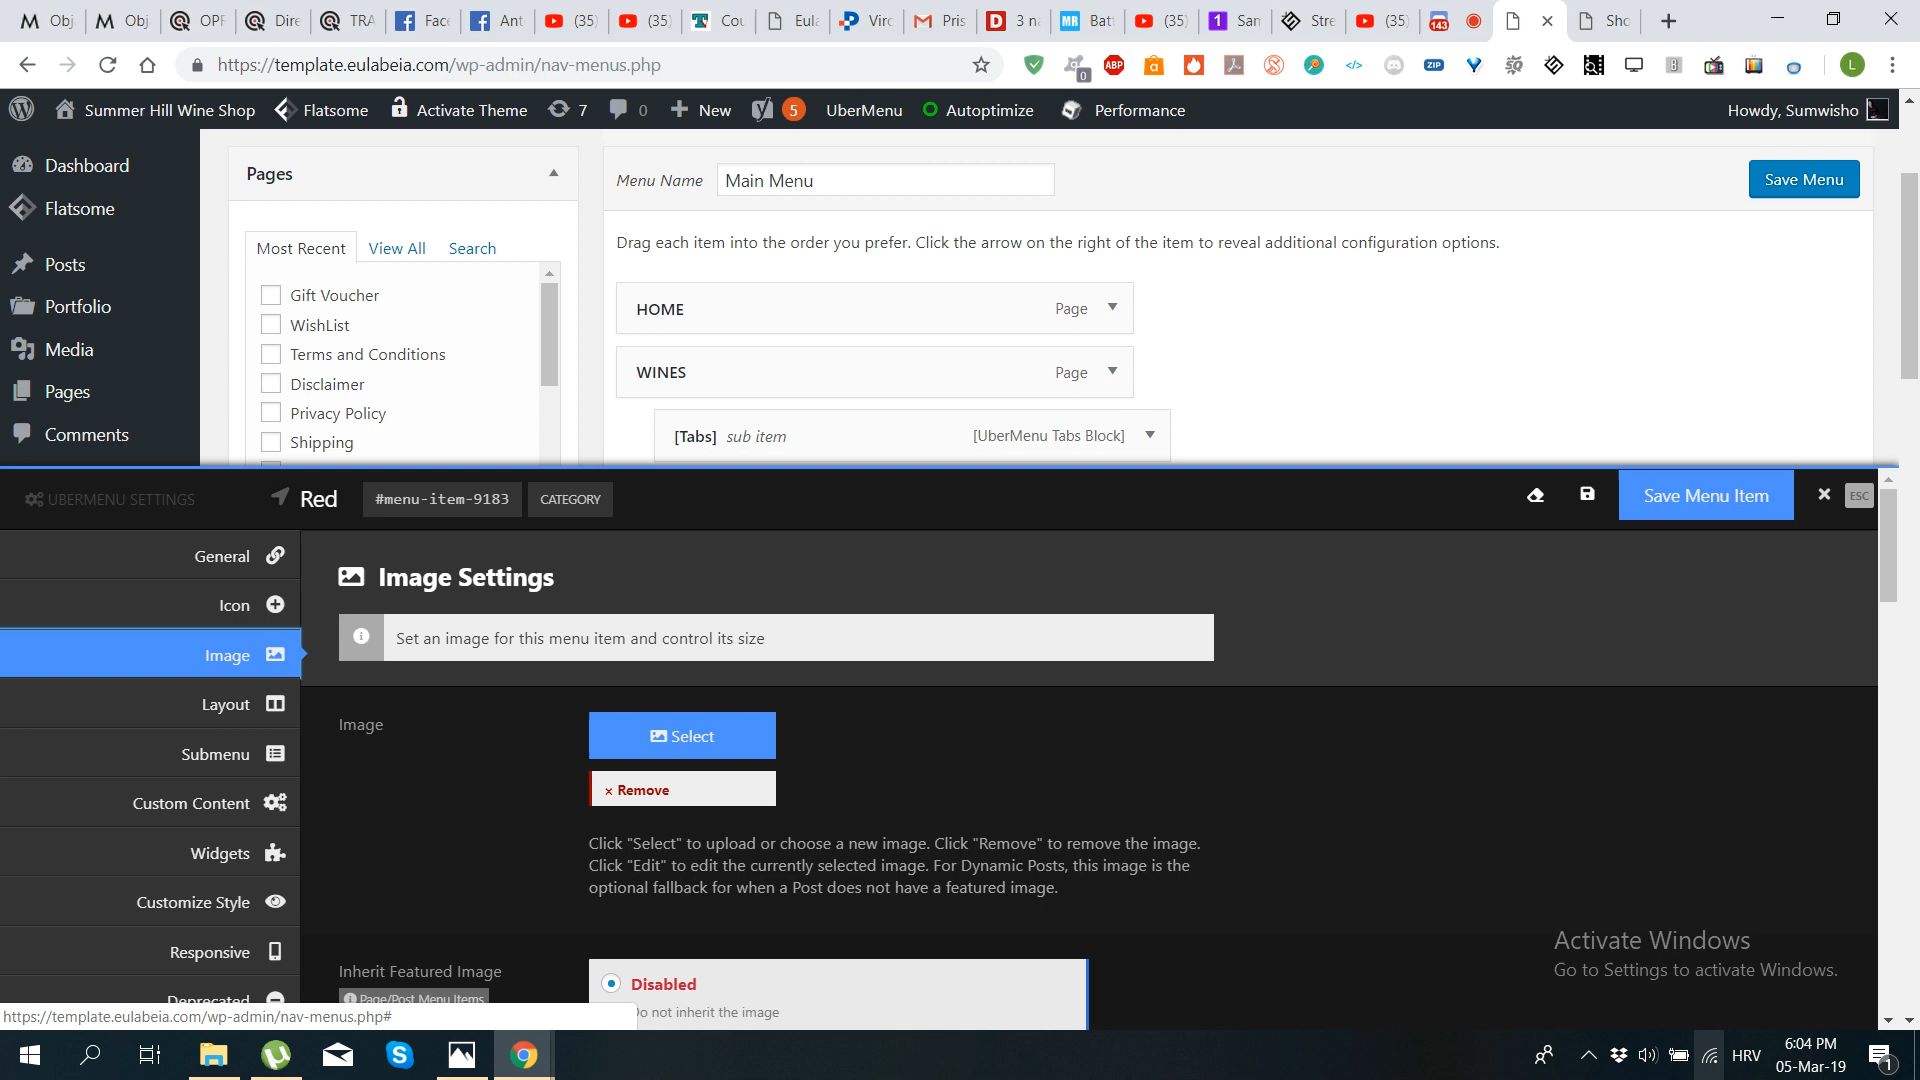 Obj
Obj
OPF
Dire
TRA
Face
Ant
(35)
(35)
Cou
Eula
Virc
Pris
3 n
Batt
(35)
San
Stre
(35)
143
Sho
https://template.eulabeia.com/wp-admin/nav-menus.php
0
ABP
ZIP
L
Summer Hill Wine Shop
Flatsome
Activate Theme
7
0
New
5
UberMenu
Autoptimize
Performance
Howdy, Sumwisho
Dashboard
Flatsome
Posts
Portfolio
Media
Pages
Comments
Pages
Most Recent
View All
Search
Gift Voucher
WishList
Terms and Conditions
Disclaimer
Privacy Policy
Shipping
Menu Name
Main Menu
Save Menu
Drag each item into the order you prefer. Click the arrow on the right of the item to reveal additional configuration options.
HOME
Page
WINES
Page
[Tabs] sub item
[UberMenu Tabs Block]
UBERMENU SETTINGS
Red
#menu-item-9183
CATEGORY
Save Menu Item
ESC
General
Icon
Image
Layout
Submenu
Custom Content
Widgets
Customize Style
Responsive
Deprecated
Image Settings
Set an image for this menu item and control its size
Image
Select
× Remove
Click "Select" to upload or choose a new image. Click "Remove" to remove the image.
Click "Edit" to edit the currently selected image. For Dynamic Posts, this image is the
optional fallback for when a Post does not have a featured image.
Inherit Featured Image
Page/Post Menu Items
Disabled
Do not inherit the image
Activate Windows
Go to Settings to activate Windows.
https://template.eulabeia.com/wp-admin/nav-menus.php#
HRV
6:04 PM
05-Mar-19
1